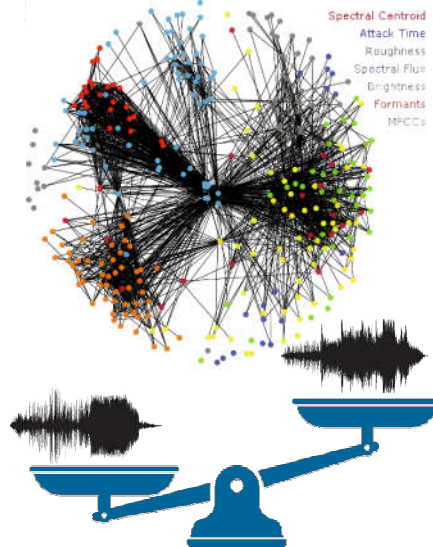 Spectral Centroid
Attack Time
Roughness
Spectral Flux
Brightness
Formants
MFCCs